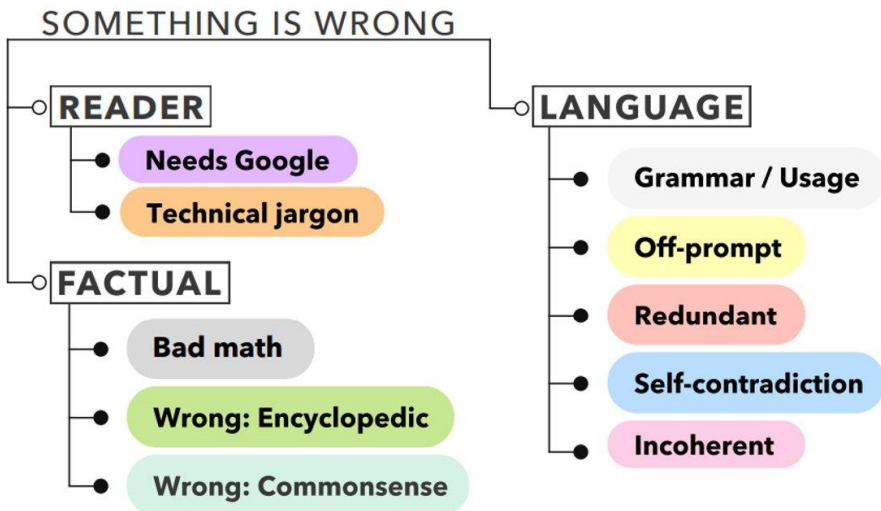 SOMETHING IS WRONG
READER
Needs Google
Technical jargon
FACTUAL
Bad math
Wrong: Encyclopedic
Wrong: Commonsense
LANGUAGE
Grammar / Usage
Off-prompt
Redundant
Self-contradiction
Incoherent